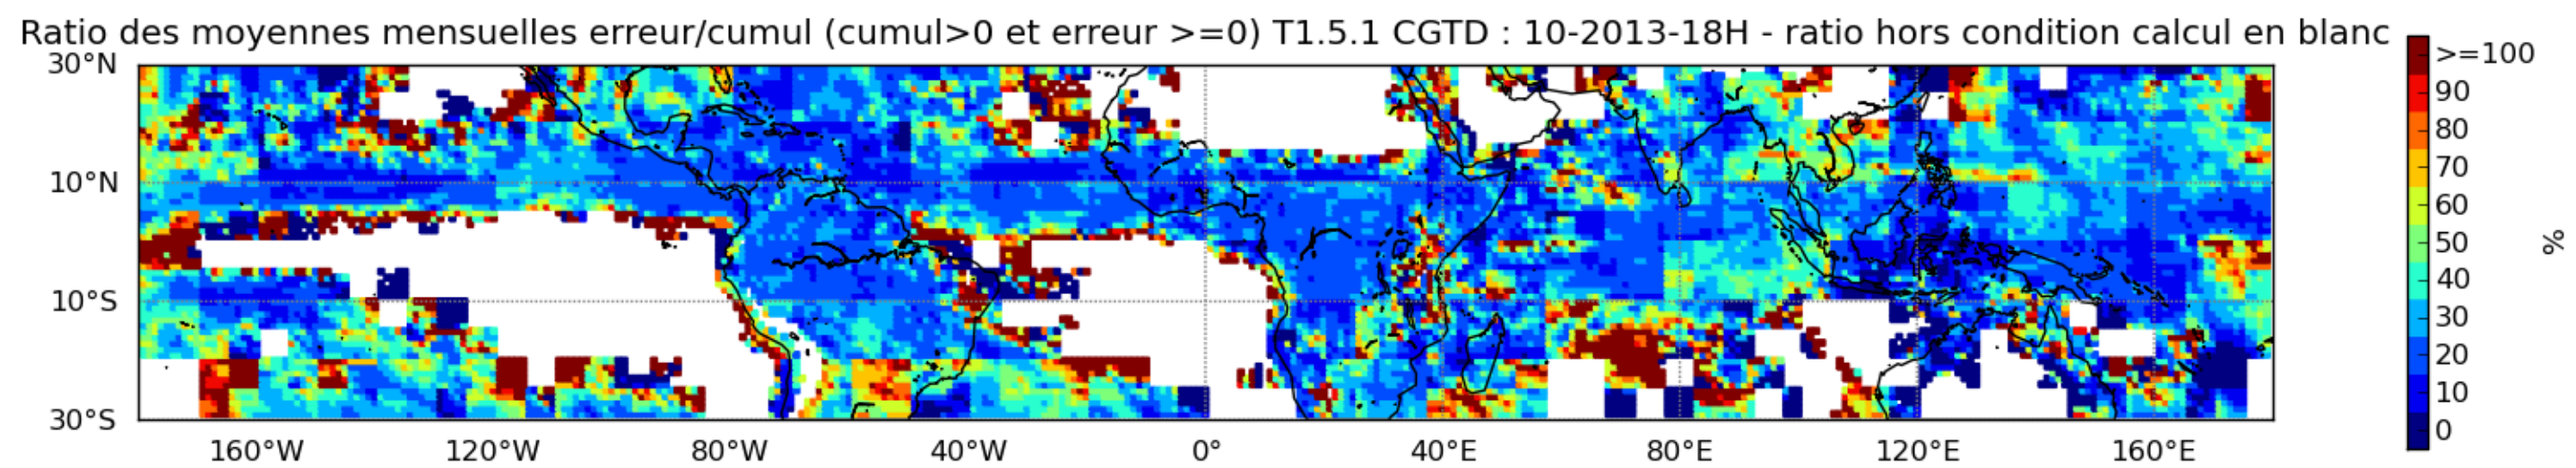 Ratio des moyennes mensuelles erreur/cumul (cumul>0 et erreur >=0) T1.5.1 CGTD : 10-2013-18H - ratio hors condition calcul en blanc
30°N
10°N
10°S
30°S
160°W 120°W 80°W 40°W 0° 40°E 80°E 120°E 160°E
>=100
90
80
70
60
50
40
30
20
10
0
%